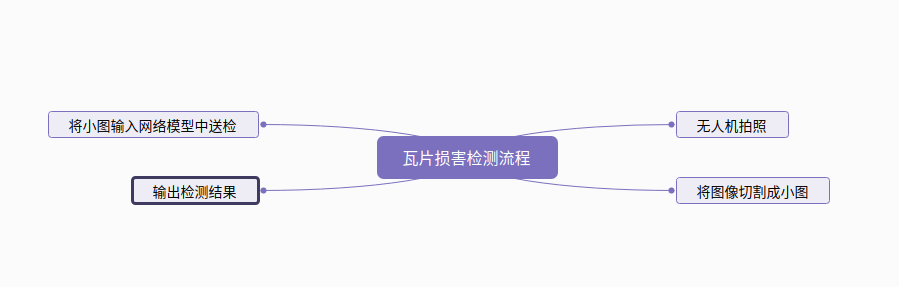 将小图输入网络模型中送检
无人机拍照
瓦片损害检测流程
输出检测结果
将图像切割成小图